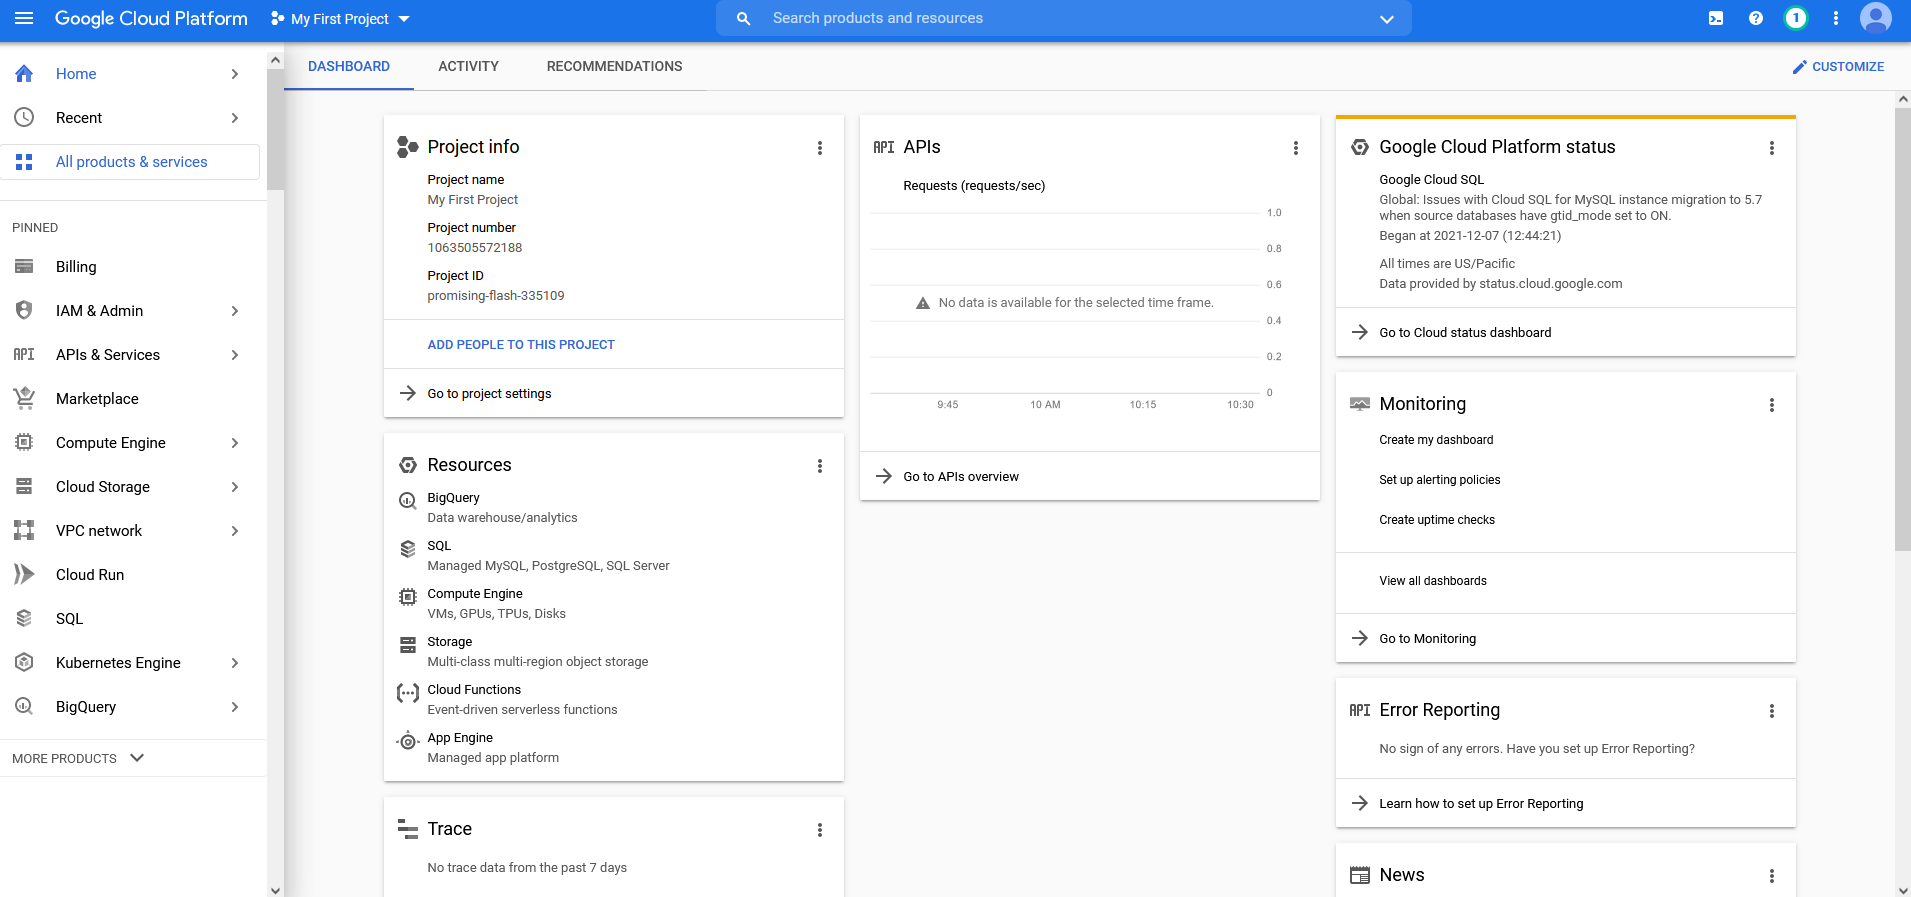 Google Cloud Platform
My First Project
Search products and resources
1
Home
Recent
All products & services
PINNED
Billing
IAM & Admin
API
APIs & Services
Marketplace
Compute Engine
Cloud Storage
VPC network
Cloud Run
SQL
Kubernetes Engine
BigQuery
MORE PRODUCTS
DASHBOARD
ACTIVITY
RECOMMENDATIONS
CUSTOMIZE
Project info
Project name
My First Project
Project number
1063505572188
Project ID
promising-flash-335109
ADD PEOPLE TO THIS PROJECT
Go to project settings
Resources
BigQuery
Data warehouse/analytics
SQL
Managed MySQL, PostgreSQL, SQL Server
Compute Engine
VMs, GPUs, TPUs, Disks
Storage
Multi-class multi-region object storage
Cloud Functions
Event-driven serverless functions
App Engine
Managed app platform
Trace
No trace data from the past 7 days
API APIs
Requests (requests/sec)
1.0
0.8
0.6
No data is available for the selected time frame.
0.4
0.2
0
9:45 10 AM 10:15 10:30
Go to APIs overview
Google Cloud Platform status
Google Cloud SQL
Global: Issues with Cloud SQL for MySQL instance migration to 5.7
when source databases have gtid_mode set to ON.
Began at 2021-12-07 (12:44:21)
All times are US/Pacific
Data provided by status.cloud.google.com
Go to Cloud status dashboard
Monitoring
Create my dashboard
Set up alerting policies
Create uptime checks
View all dashboards
Go to Monitoring
API Error Reporting
No sign of any errors. Have you set up Error Reporting?
Learn how to set up Error Reporting
News